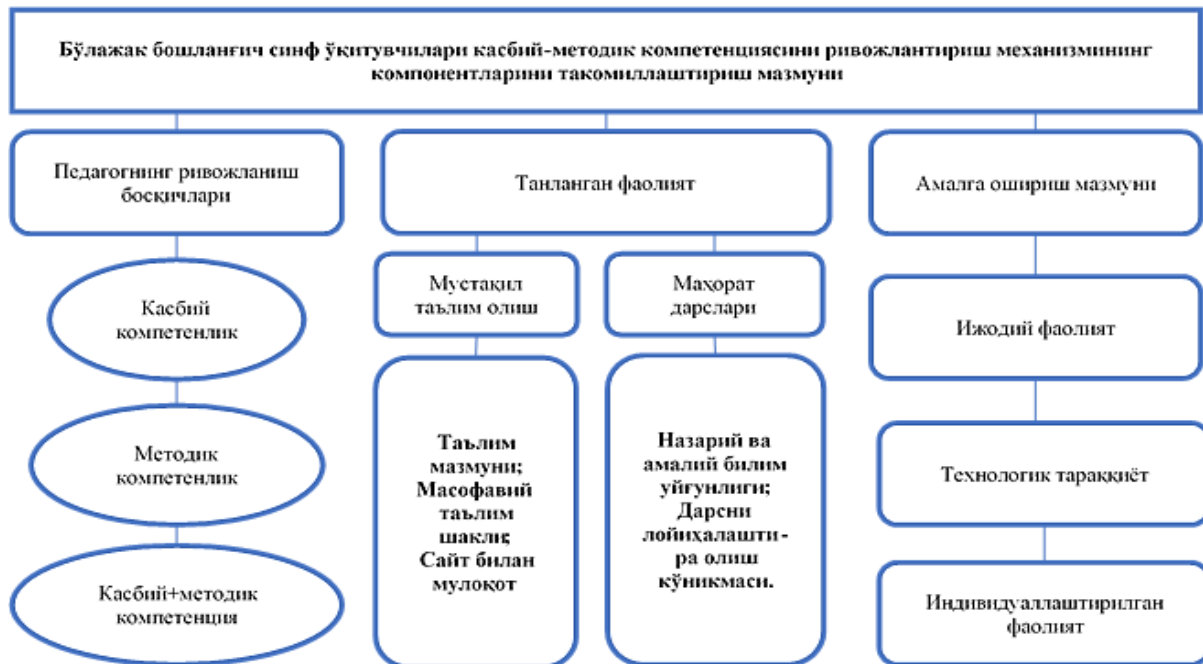 Бўлажак бошланғич синф ўқитувчилари касбий-методик компетенциясини ривожлантириш механизмининг
компонентларини такомиллаштириш мазмуни
Педагогнинг ривожланиш
босқичлари
Танланган фаолият
Амалга ошириш мазмуни
Касбий
компетенлик
Методик
компетенлик
Касбий+методик
компетенция
Мустақил
таълим олиш
Маҳорат
дарслари
Таълим
мазмуни;
Масофавий
таълим
шакли;
Сайт билан
мулоқот
Назарий ва
амалий билим
уйғунлиги;
Дарсни
лойиҳалашти-
ра олиш
кўникмаси.
Ижодий фаолият
Технологик тараққиёт
Индивидуаллаштирилган
фаолият